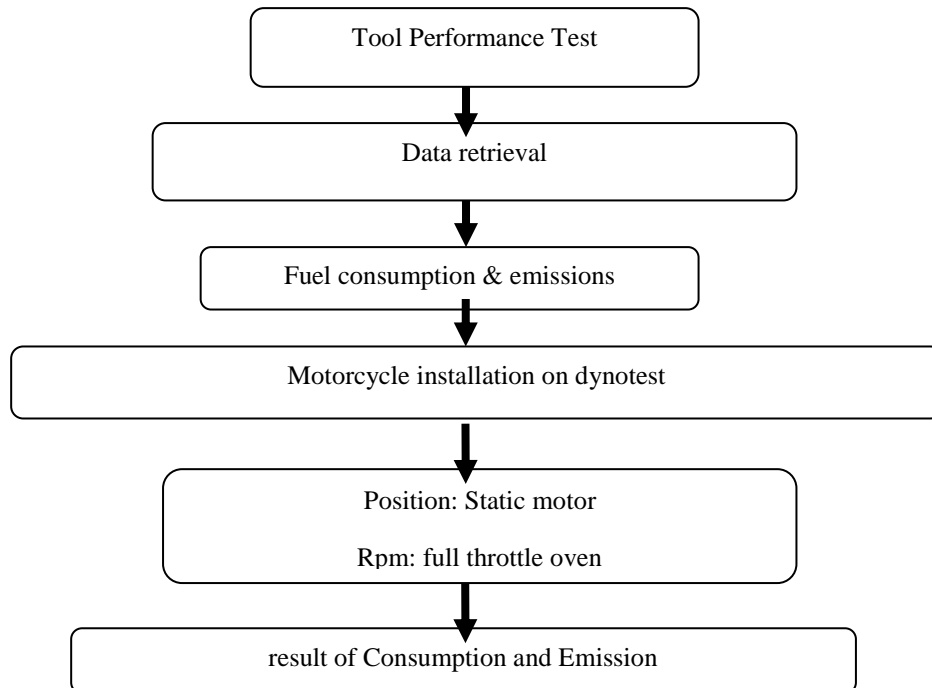 Tool Performance Test
Data retrieval
Fuel consumption & emissions
Motorcycle installation on dynotest
Position: Static motor
Rpm: full throttle oven
result of Consumption and Emission